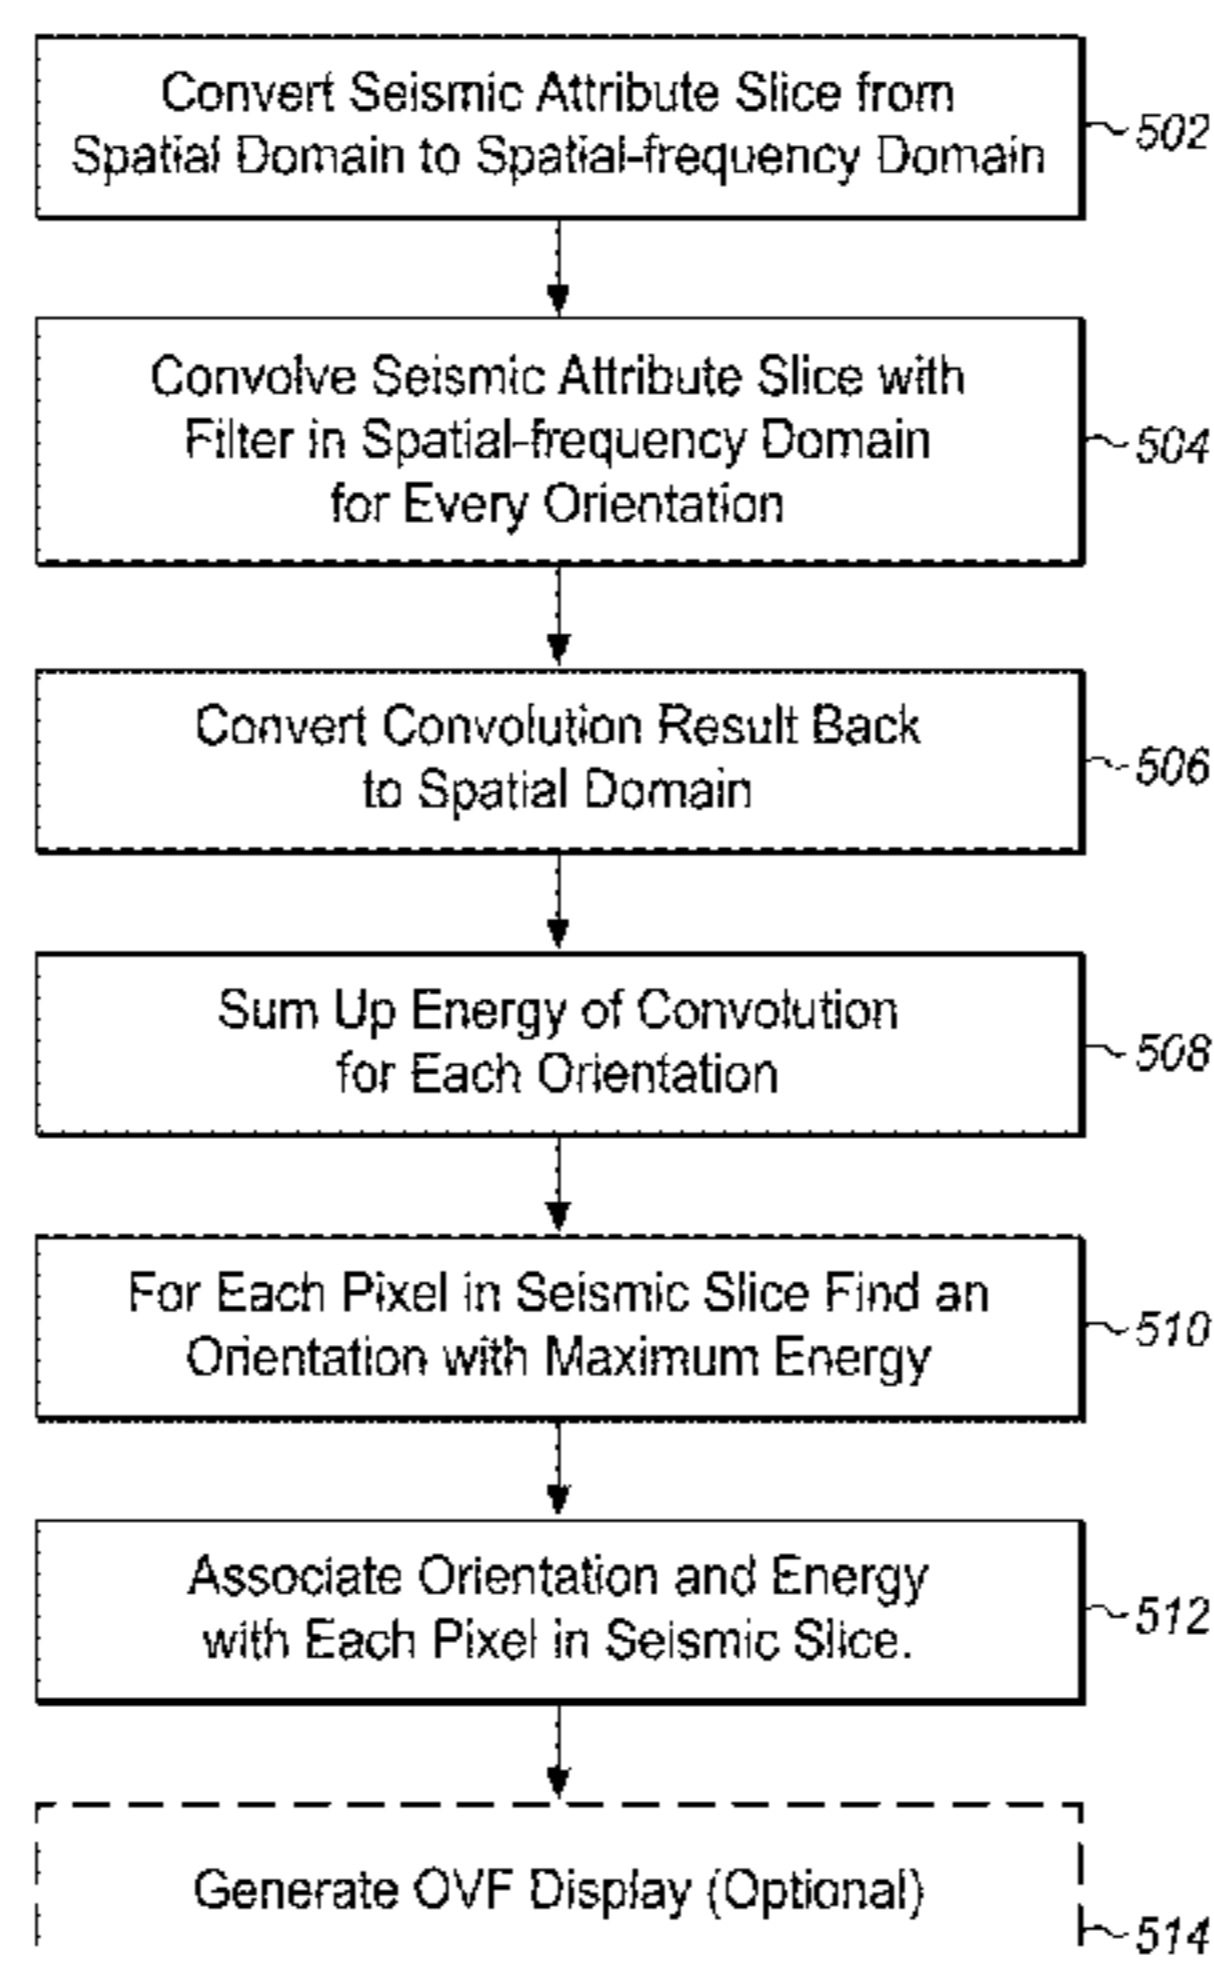 Convert Seismic Attribute Slice from
Spatial Domain to Spatial-frequency Domain
502
Convolve Seismic Attribute Slice with
Filter in Spatial-frequency Domain
for Every Orientation
504
Convert Convolution Result Back
to Spatial Domain
506
Sum Up Energy of Convolution
for Each Orientation
508
For Each Pixel in Seismic Slice Find an
Orientation with Maximum Energy
510
Associate Orientation and Energy
with Each Pixel in Seismic Slice.
512
Generate OVF Display (Optional)
514